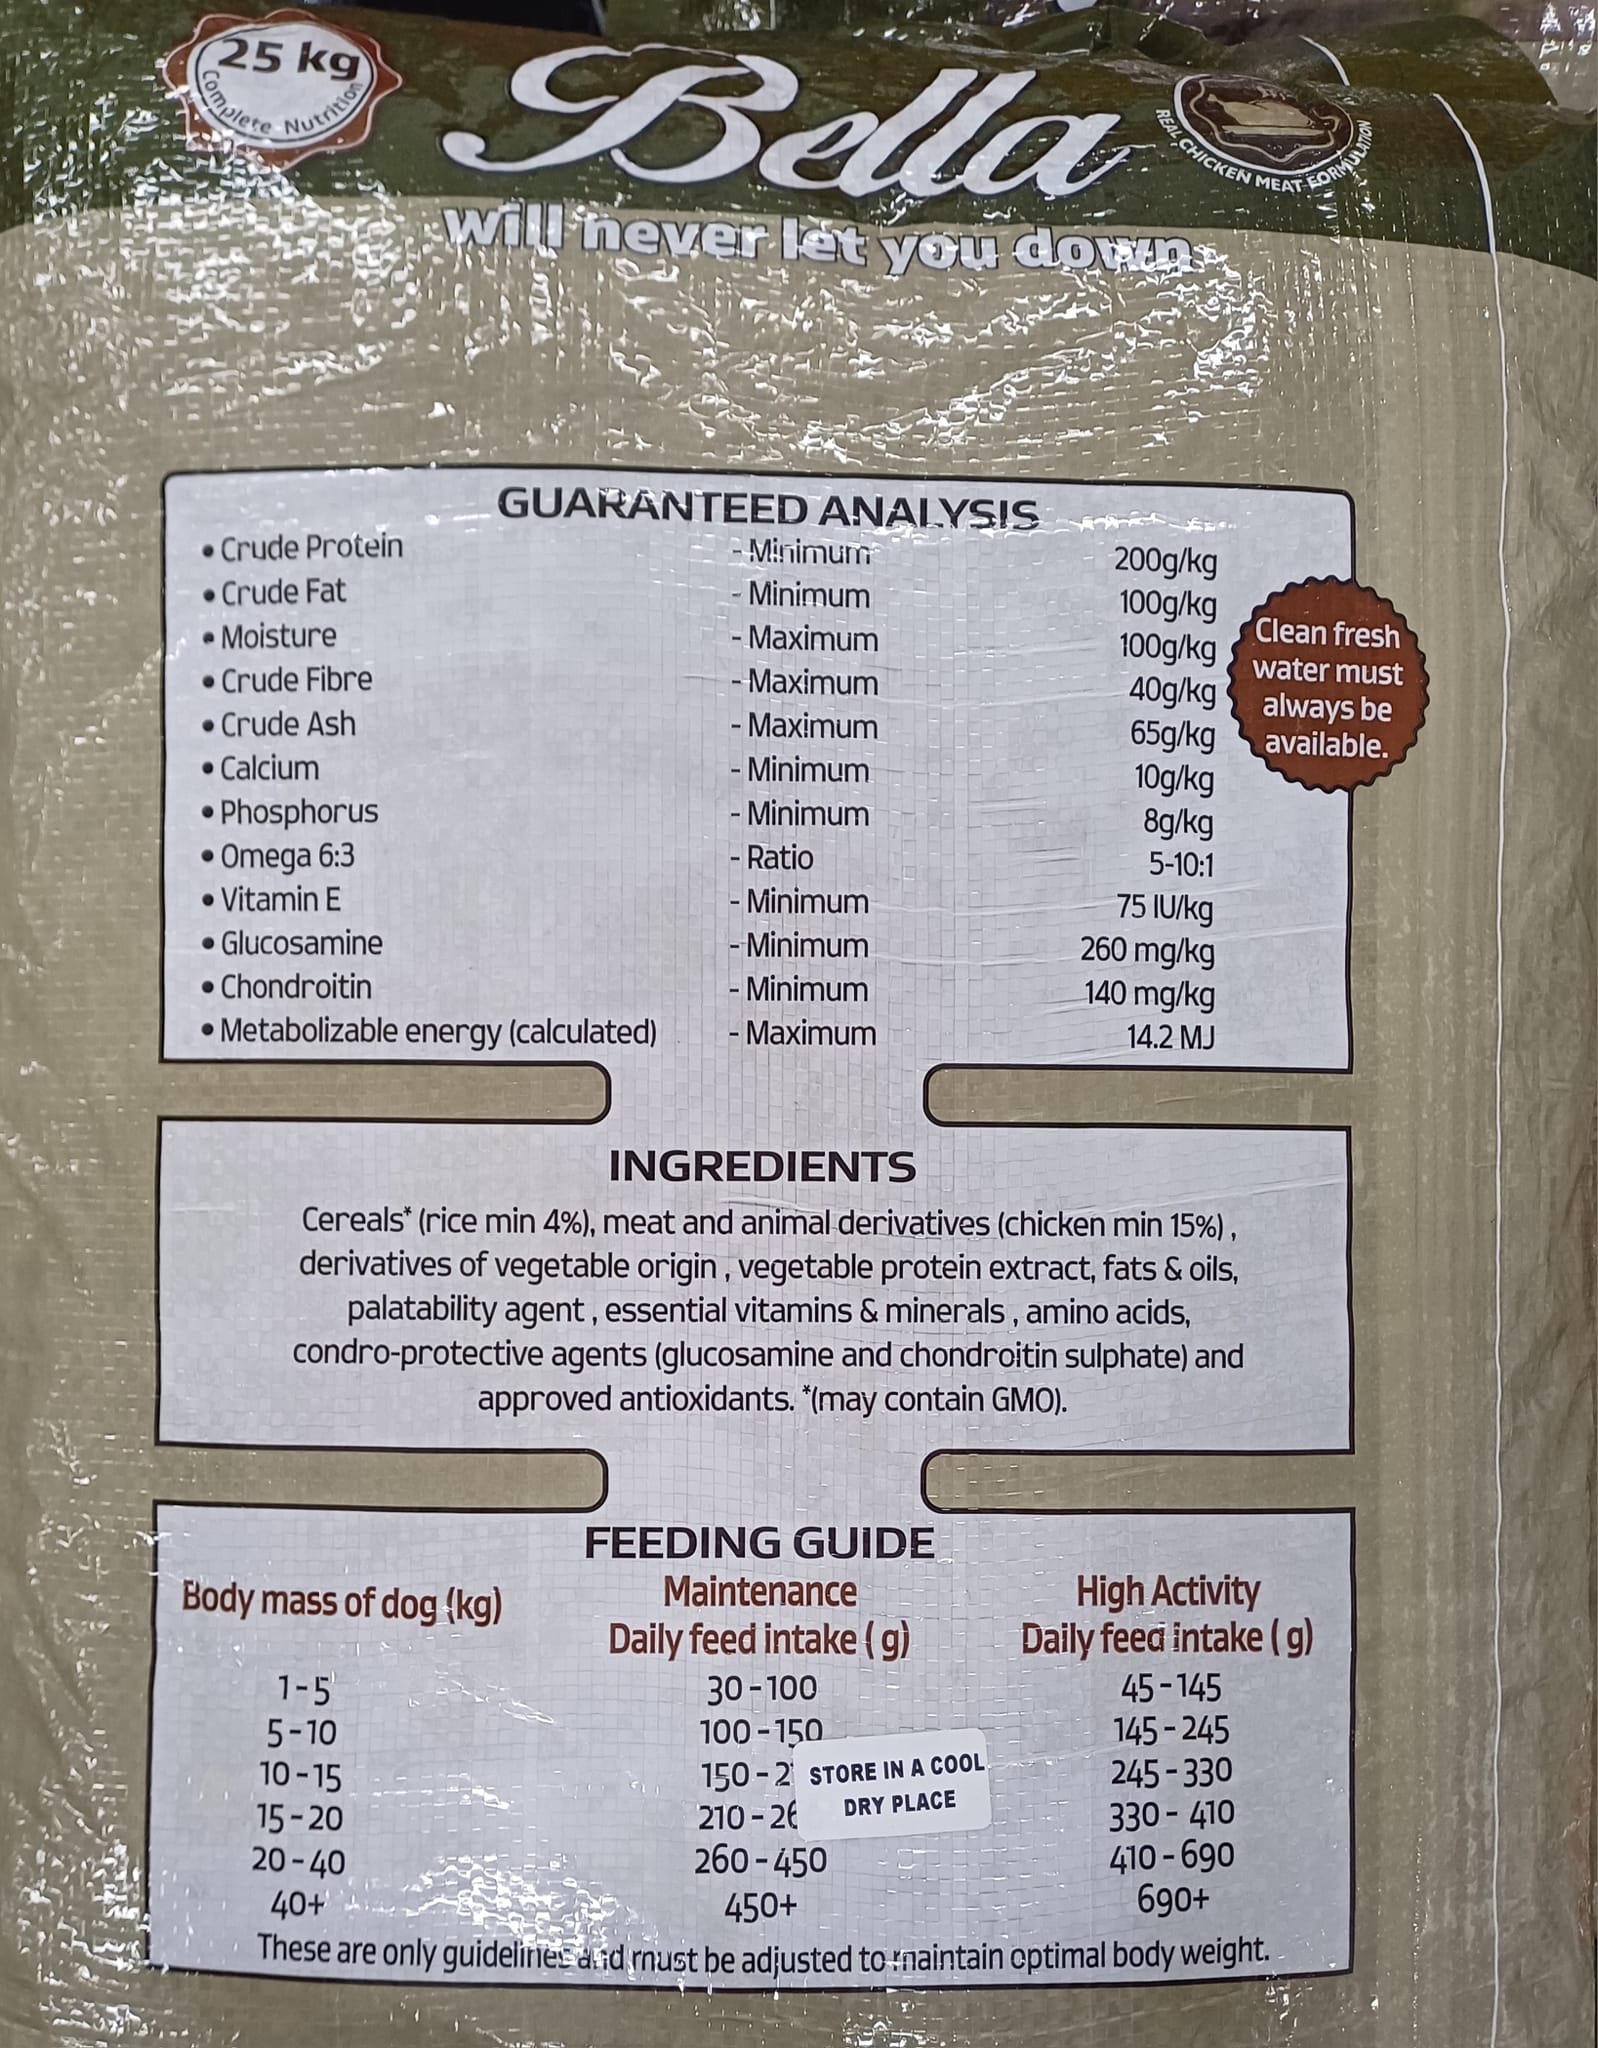 25 kg
Complete Nutrition
Bella
REAL CHICKEN MEAT FORMULATION
will never let you down
GUARANTEED ANALYSIS
• Crude Protein - Minimum 200g/kg
• Crude Fat - Minimum 100g/kg
• Moisture - Maximum 100g/kg
• Crude Fibre - Maximum 40g/kg
• Crude Ash - Maximum 65g/kg
• Calcium - Minimum 10g/kg
• Phosphorus - Minimum 8g/kg
• Omega 6:3 - Ratio 5-10:1
• Vitamin E - Minimum 75 IU/kg
• Glucosamine - Minimum 260 mg/kg
• Chondroitin - Minimum 140 mg/kg
• Metabolizable energy (calculated) - Maximum 14.2 MJ
Clean fresh
water must
always be
available.
INGREDIENTS
Cereals* (rice min 4%), meat and animal derivatives (chicken min 15%) ,
derivatives of vegetable origin , vegetable protein extract, fats & oils,
palatability agent , essential vitamins & minerals , amino acids,
condro-protective agents (glucosamine and chondroitin sulphate) and
approved antioxidants. *(may contain GMO).
FEEDING GUIDE
Body mass of dog (kg) Maintenance High Activity
Daily feed intake ( g) Daily feed intake ( g)
1-5 30-100 45-145
5-10 100-150 145-245
10-15 150- 245-330
15-20 210- 330- 410
20-40 260-450 410-690
40+ 450+ 690+
STORE IN A COOL
DRY PLACE
These are only guidelines and must be adjusted to maintain optimal body weight.